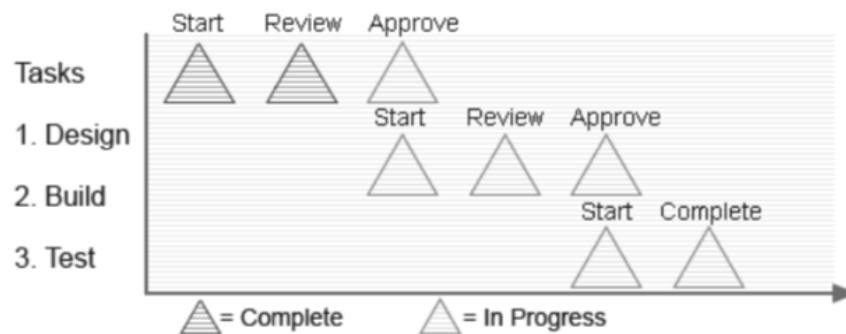 Start Review Approve
Tasks
Start Review Approve
1. Design
2. Build
Start Complete
3. Test
= Complete = In Progress